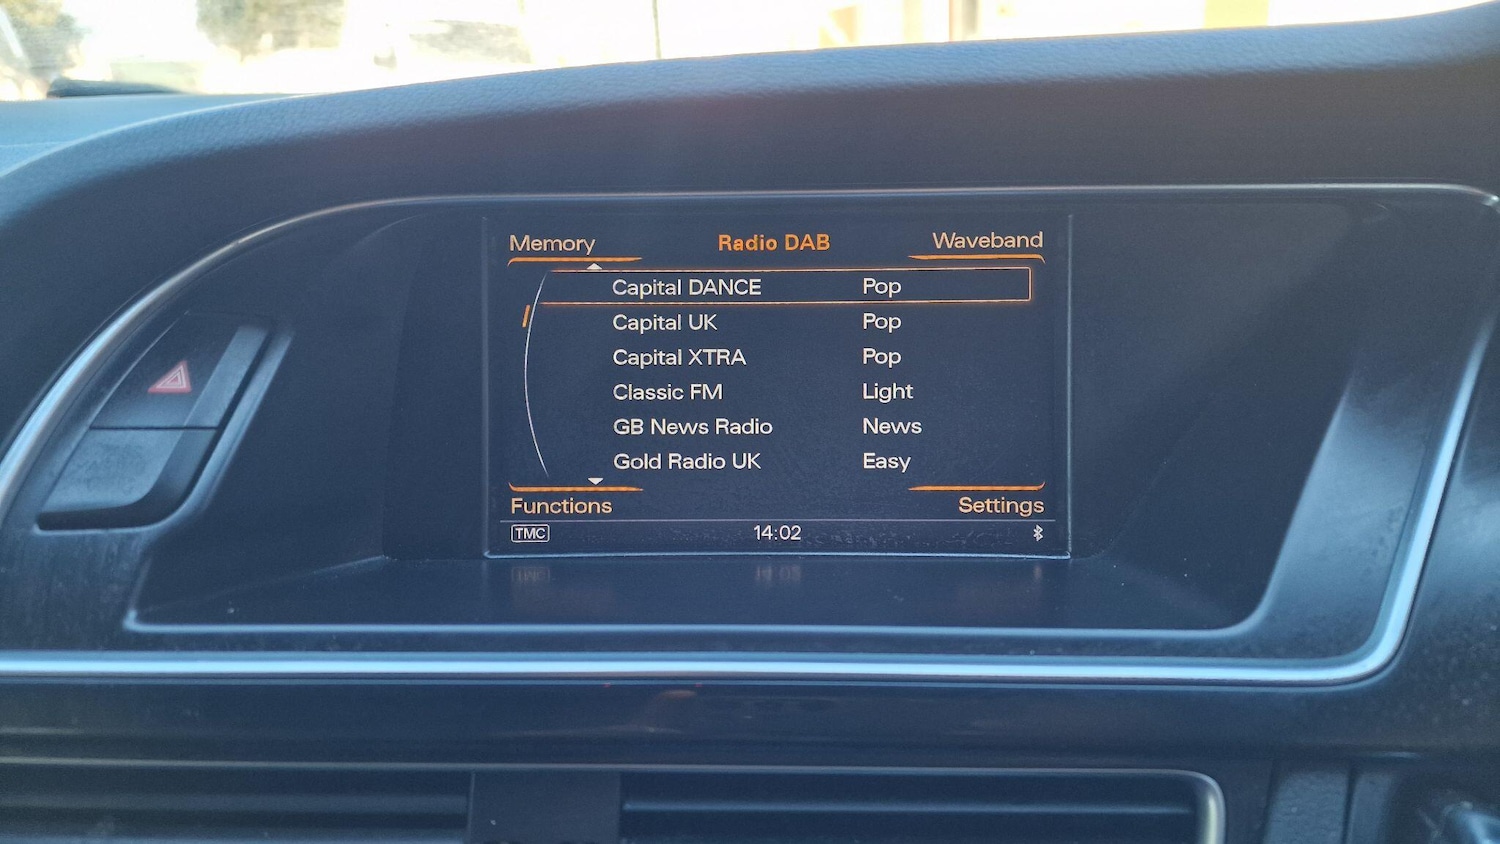 Memory Radio DAB Waveband
Capital DANCE Pop
Capital UK Pop
Capital XTRA Pop
Classic FM Light
GB News Radio News
Gold Radio UK Easy
Functions Settings
TMC 14:02